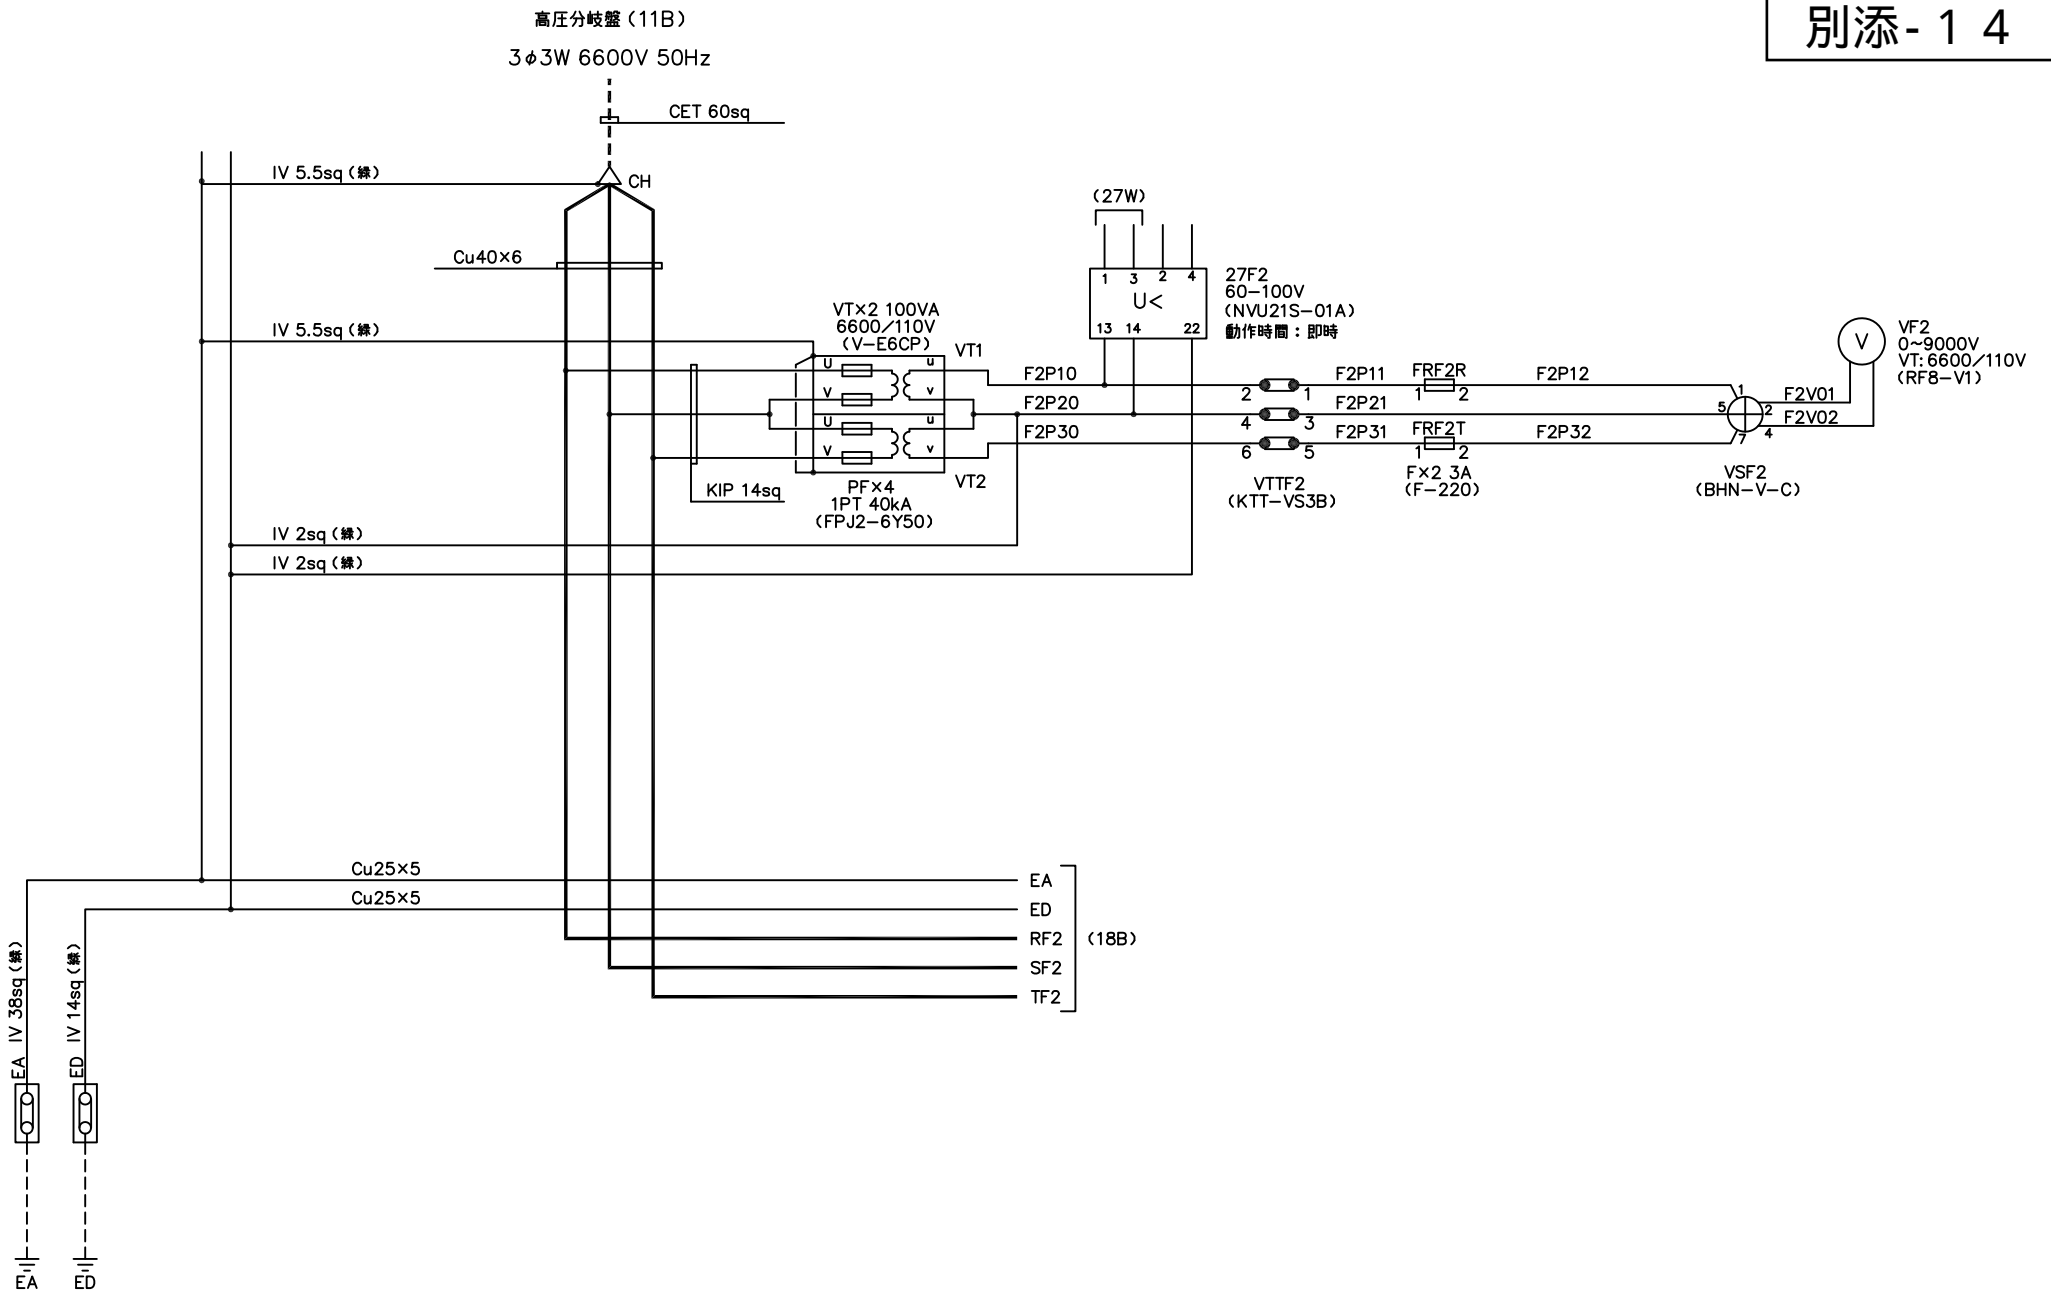 別添-14
高圧分岐盤(11B)
3φ3W 6600V 50Hz
CET 60sq
IV 5.5sq(緑)
CH
(27W)
Cu40×6
1 3 2 4
U<
13 14 22
27F2
60-100V
(NVU21S-01A)
動作時間:即時
IV 5.5sq(緑)
VT×2 100VA
6600/110V
(V-E6CP)
VT1
U u
V v
U u
V v
VT2
KIP 14sq
PF×4
1PT 40kA
(FPJ2-6Y50)
F2P10
F2P20
F2P30
2 1
4 3
6 5
VTTF2
(KTT-VS3B)
F2P11
F2P21
F2P31
FRF2R
1 2
FRF2T
1 2
F×2 3A
(F-220)
F2P12
F2P32
1
5 2
7 4
VSF2
(BHN-V-C)
F2V01
F2V02
V
VF2
0~9000V
VT:6600/110V
(RF8-V1)
IV 2sq(緑)
IV 2sq(緑)
Cu25×5
Cu25×5
EA
ED
RF2
SF2
TF2
(18B)
EA IV 38sq(緑)
ED IV 14sq(緑)
EA
ED